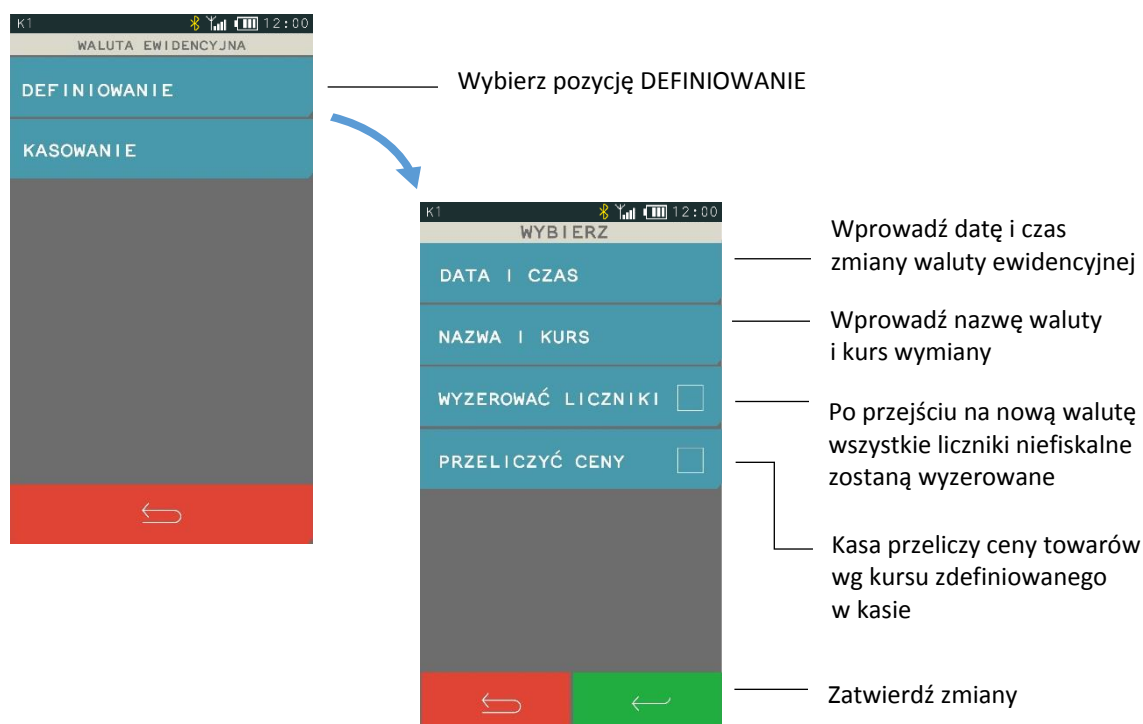 K1 12:00
WALUTA EWIDENCYJNA
DEFINIOWANIE
KASOWANIE
Wybierz pozycję DEFINIOWANIE
K1 12:00
WYBIERZ
DATA I CZAS
NAZWA I KURS
WYZEROWAĆ LICZNIKI
PRZELICZYĆ CENY
Wprowadź datę i czas
zmiany waluty ewidencyjnej
Wprowadź nazwę waluty
i kurs wymiany
Po przejściu na nową walutę
wszystkie liczniki niefiskalne
zostaną wyzerowane
Kasa przeliczy ceny towarów
wg kursu zdefiniowanego
w kasie
Zatwierdź zmiany